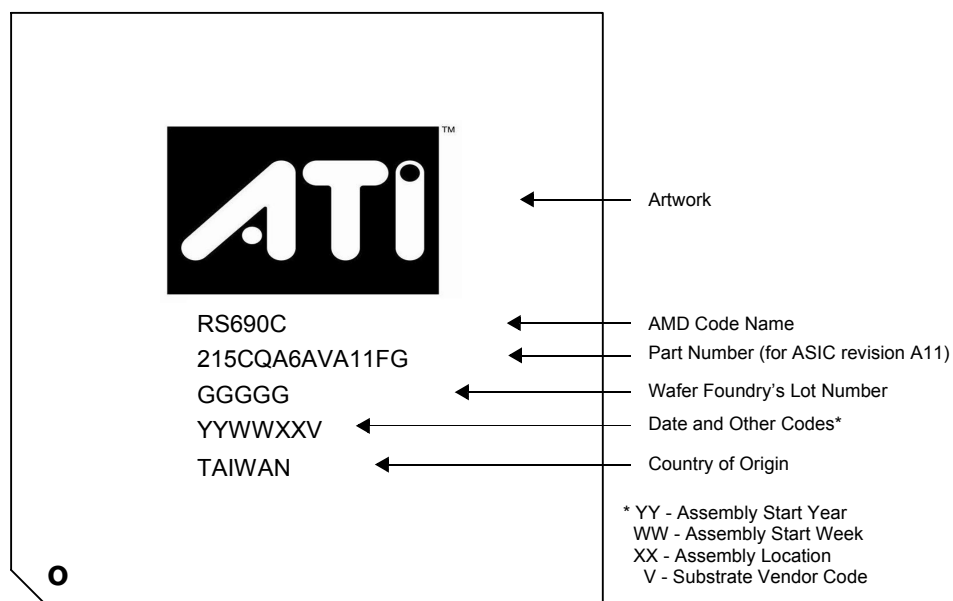 ATi™
Artwork
RS690C
AMD Code Name
215CQA6AVA11FG
Part Number (for ASIC revision A11)
GGGGG
Wafer Foundry’s Lot Number
YYWWXXV
Date and Other Codes*
TAIWAN
Country of Origin
* YY - Assembly Start Year
WW - Assembly Start Week
XX - Assembly Location
V - Substrate Vendor Code
O